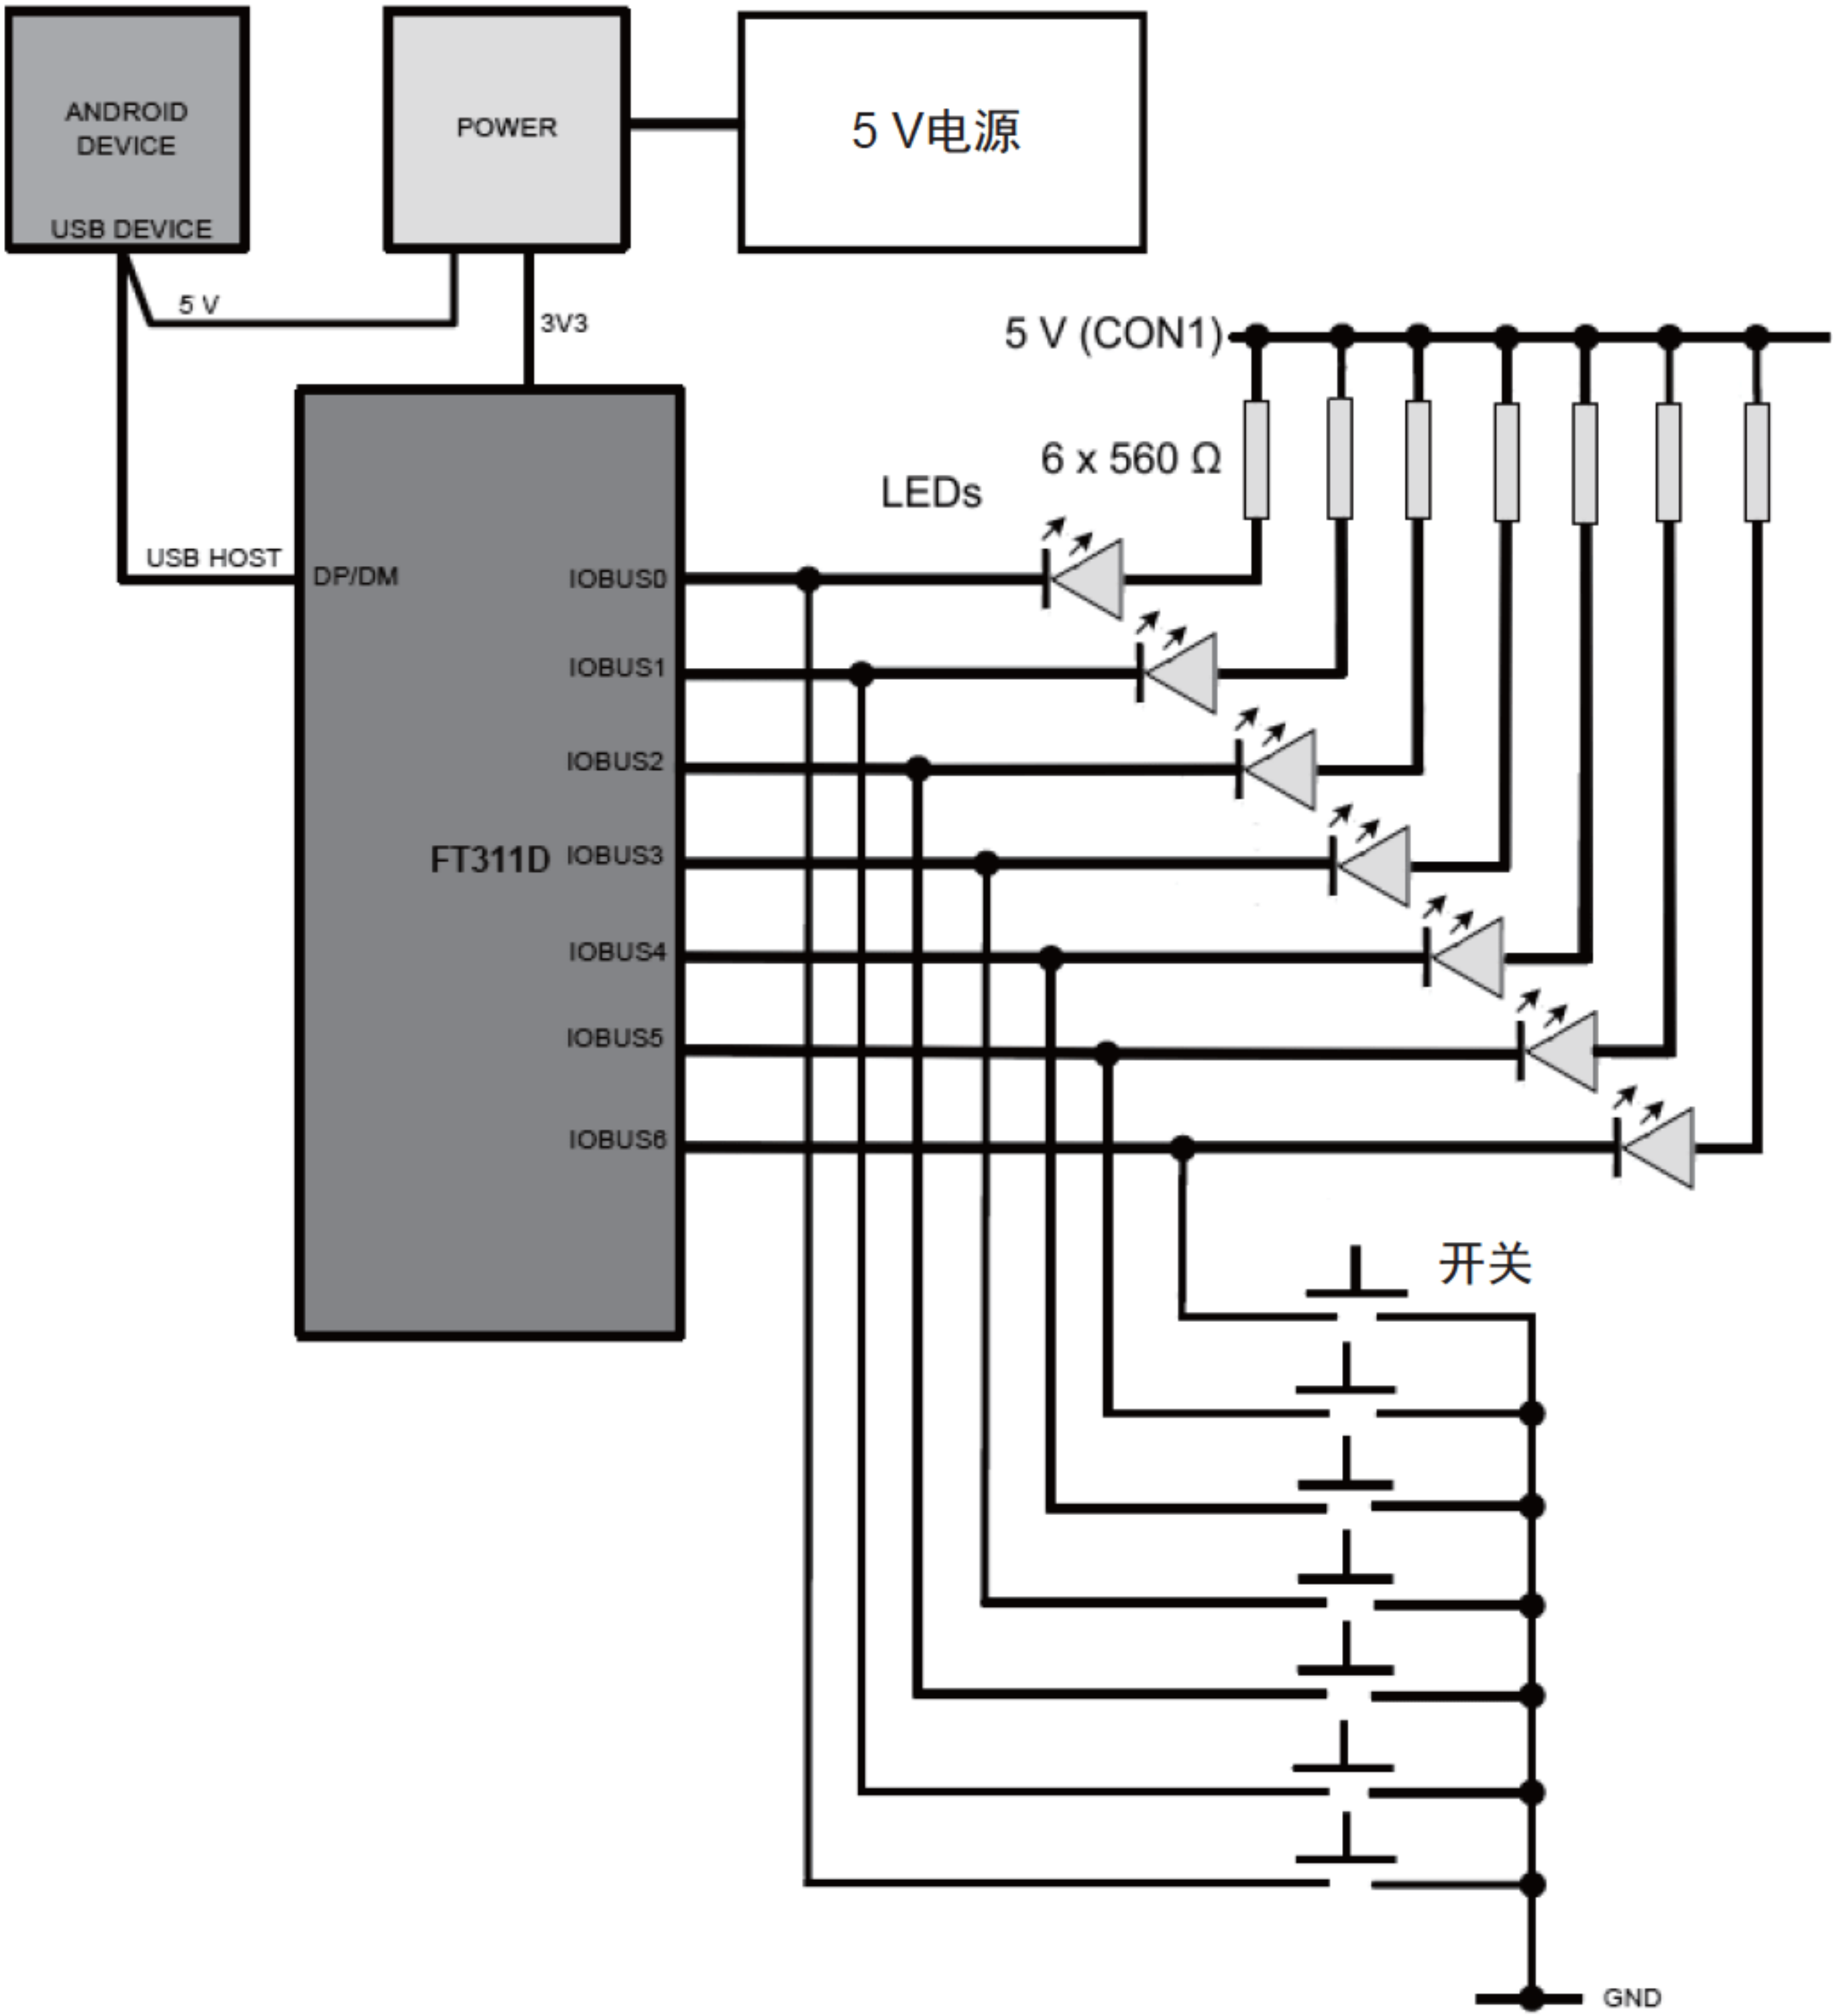 ANDROID
DEVICE
USB DEVICE
POWER
5 V电源
5 V
3V3
5 V (CON1)
6 x 560 Ω
LEDs
USB HOST
DP/DM
IOBUS0
IOBUS1
IOBUS2
FT311D
IOBUS3
IOBUS4
IOBUS5
IOBUS6
开关
GND